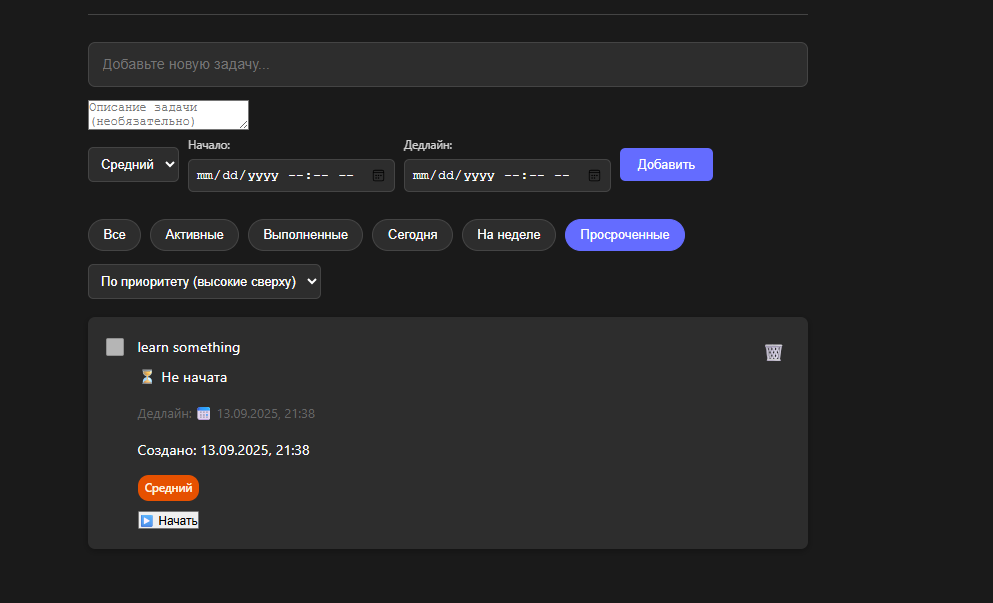 Добавьте новую задачу...
Описание задачи
(необязательно)
Средний
Начало:
mm/dd/yyyy --:-- --
Дедлайн:
mm/dd/yyyy --:-- --
Добавить
Все Активные Выполненные Сегодня На неделе Просроченные
По приоритету (высокие сверху)
learn something
Не начата
Дедлайн: 13.09.2025, 21:38
Создано: 13.09.2025, 21:38
Средний
Начать